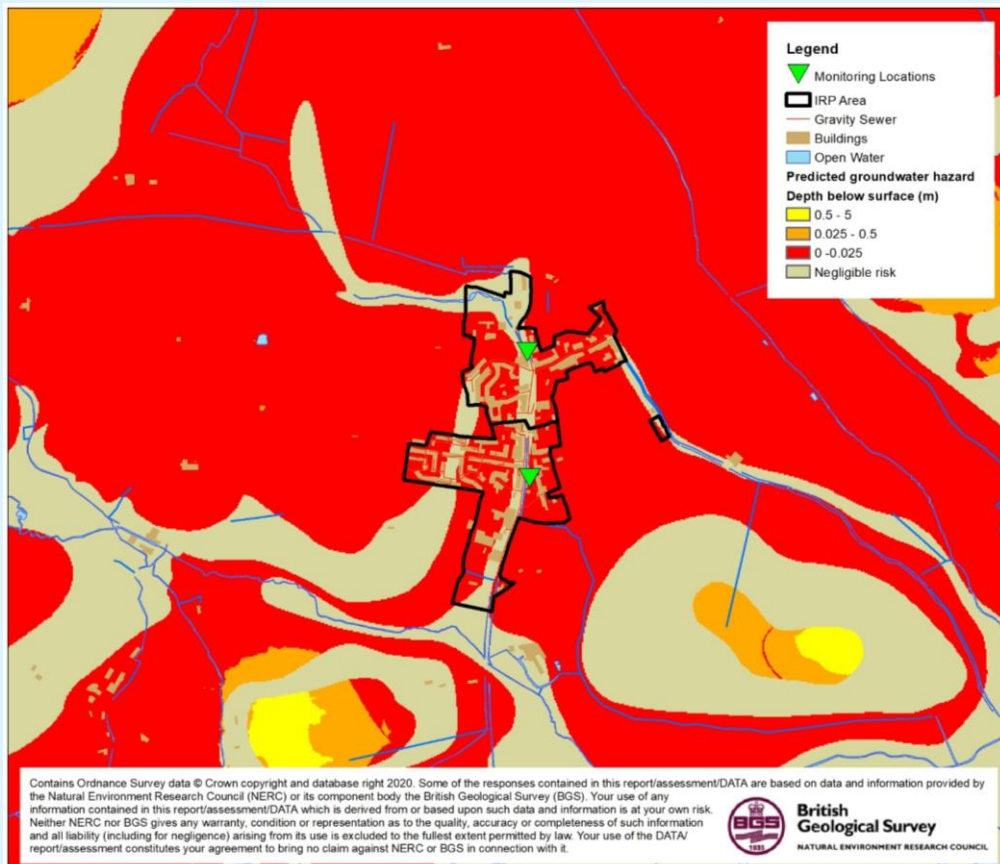 Legend
Monitoring Locations
IRP Area
Gravity Sewer
Buildings
Open Water
Predicted groundwater hazard
Depth below surface (m)
0.5 - 5
0.025 - 0.5
0 -0.025
Negligible risk
Contains Ordnance Survey data © Crown copyright and database right 2020. Some of the responses contained in this report/assessment/DATA are based on data and information provided by
the Natural Environment Research Council (NERC) or its component body the British Geological Survey (BGS). Your use of any
information contained in this report/assessment/DATA which is derived from or based upon such data and information is at your own risk.
Neither NERC nor BGS gives any warranty, condition or representation as to the quality, accuracy or completeness of such information
and all liability (including for negligence) arising from its use is excluded to the fullest extent permitted by law. Your use of the DATA/
report/assessment constitutes your agreement to bring no claim against NERC or BGS in connection with it.
BGS
1835
British
Geological Survey
NATURAL ENVIRONMENT RESEARCH COUNCIL